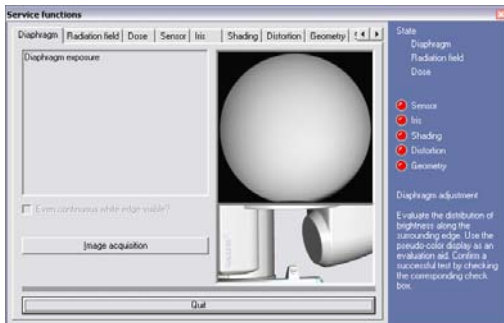 Service functions
Diaphragm
Radiation field
Dose
Sensor
Iris
Shading
Distortion
Geometry
Diaphragm exposure
Even continuous white edge visible?
Image acquisition
Quit
State
Diaphragm
Radiation field
Dose
Sensor
Iris
Shading
Distortion
Geometry
Diaphragm adjustment
Evaluate the distribution of
brightness along the
surrounding edge. Use the
pseudo-color display as an
evaluation aid. Confirm a
successful test by checking
the corresponding check
box.